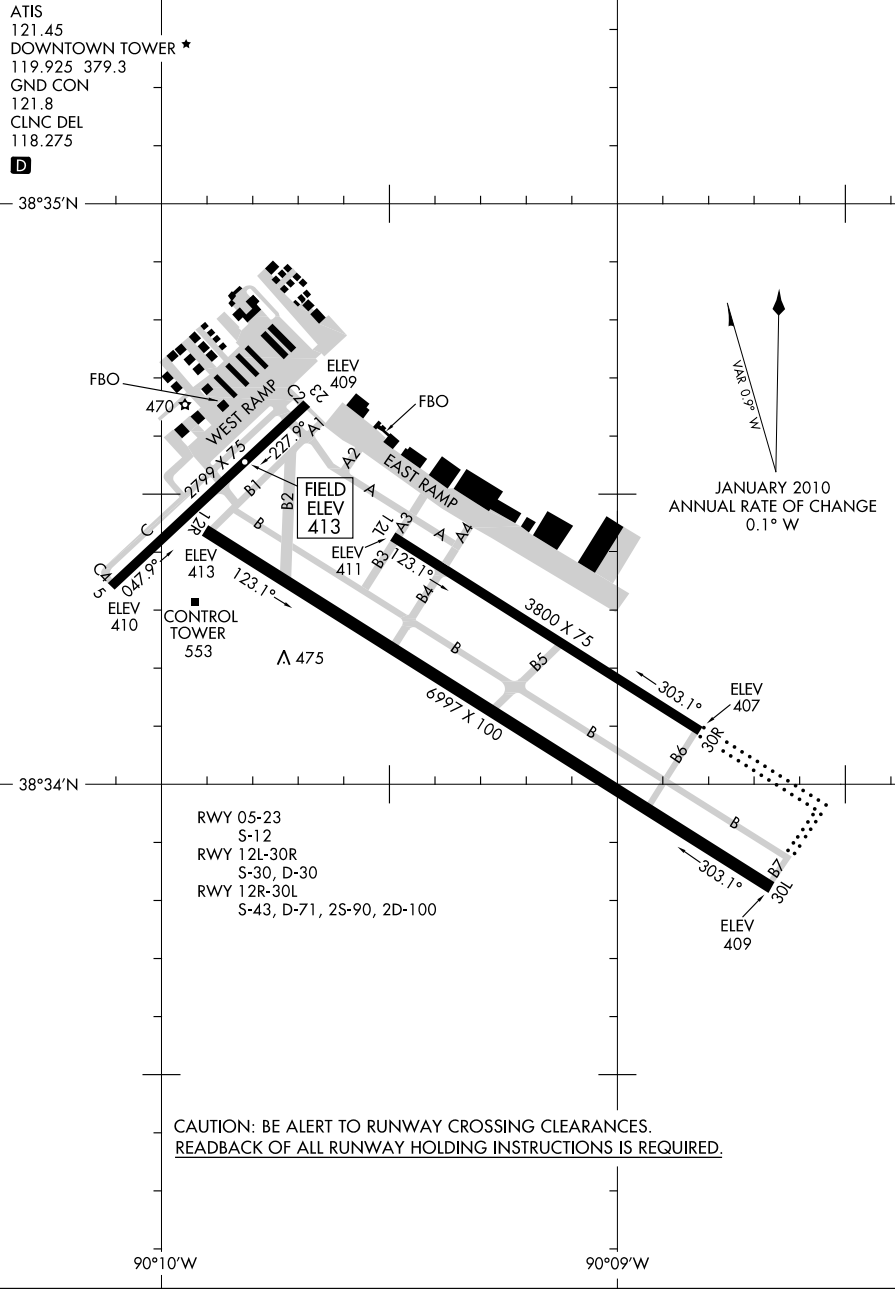 ATIS
121.45
DOWNTOWN TOWER ★
119.925 379.3
GND CON
121.8
CLNC DEL
118.275
D
38°35'N
FBO
470
WEST RAMP
C2
23
ELEV
409
FBO
VAR 0.9° W
JANUARY 2010
ANNUAL RATE OF CHANGE
0.1° W
2799 X 75
227.9°
A1
A2
EAST RAMP
B1
B2
FIELD
ELEV
413
A
C
12R
B
12L
A3
A
A4
ELEV
413
ELEV
411
B3
123.1°
C4
5
047.9°
ELEV
410
123.1°
B4
CONTROL
TOWER
553
475
3800 X 75
B
B5
303.1°
ELEV
407
6997 X 100
B
B6
30R
38°34'N
RWY 05-23
S-12
RWY 12L-30R
S-30, D-30
RWY 12R-30L
S-43, D-71, 2S-90, 2D-100
B
303.1°
B7
30L
ELEV
409
CAUTION: BE ALERT TO RUNWAY CROSSING CLEARANCES.
READBACK OF ALL RUNWAY HOLDING INSTRUCTIONS IS REQUIRED.
90°10'W
90°09'W